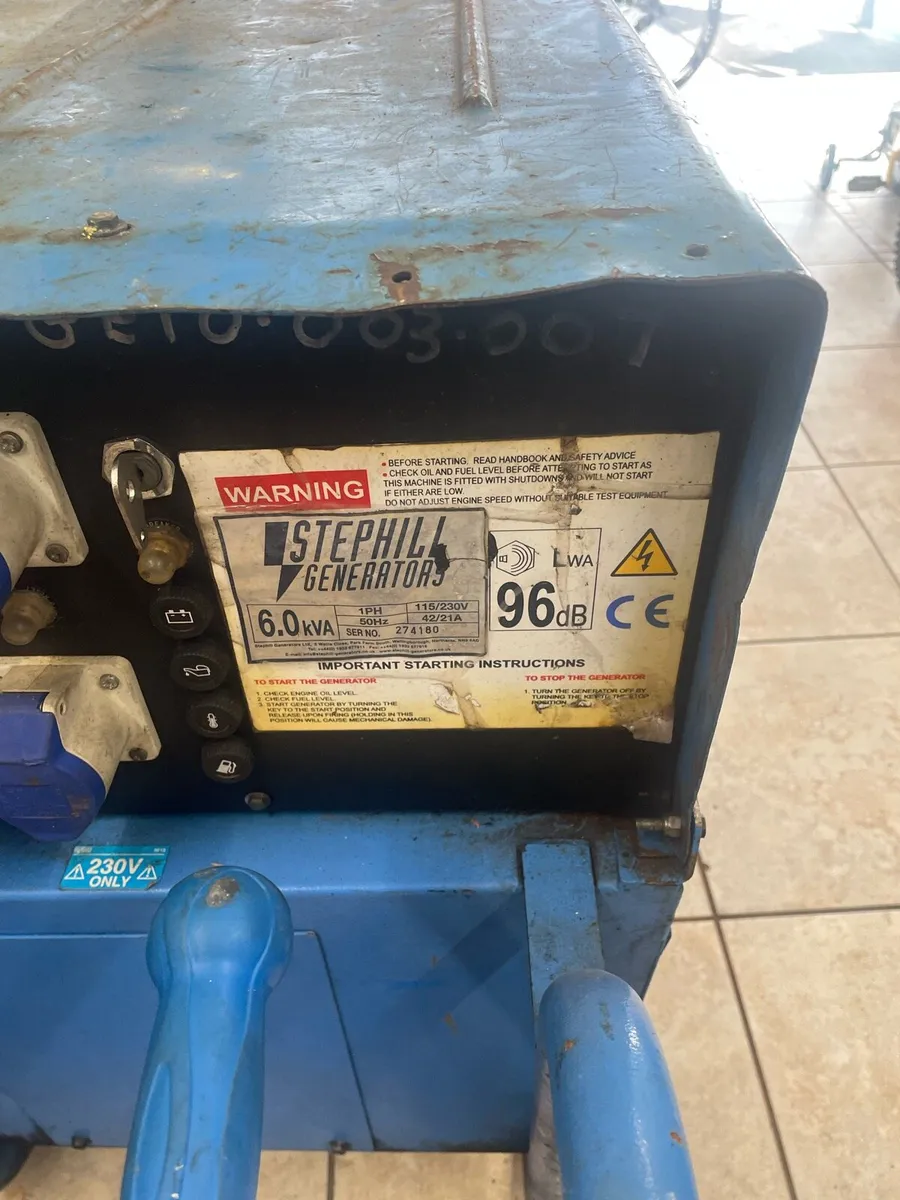 GE10.003.007
WARNING
• BEFORE STARTING. READ HANDBOOK AND SAFETY ADVICE
• CHECK OIL AND FUEL LEVEL BEFORE ATTEMPTING TO START AS
THIS MACHINE IS FITTED WITH SHUTDOWNS AND WILL NOT START
IF EITHER ARE LOW.
DO NOT ADJUST ENGINE SPEED WITHOUT SUITABLE TEST EQUIPMENT
STEPHILL
GENERATORS
6.0 kVA
1PH
115/230V
50Hz
42/21A
SER NO. 274180
LWA
96dB
CE
IMPORTANT STARTING INSTRUCTIONS
TO START THE GENERATOR
1. CHECK ENGINE OIL LEVEL.
2. CHECK FUEL LEVEL.
3. START GENERATOR BY TURNING THE
KEY TO THE START POSITION AND
RELEASE UPON FIRING (HOLDING IN THIS
POSITION WILL CAUSE MECHANICAL DAMAGE).
TO STOP THE GENERATOR
1. TURN THE GENERATOR OFF BY
TURNING THE KEY TO THE STOP
POSITION
230V
ONLY